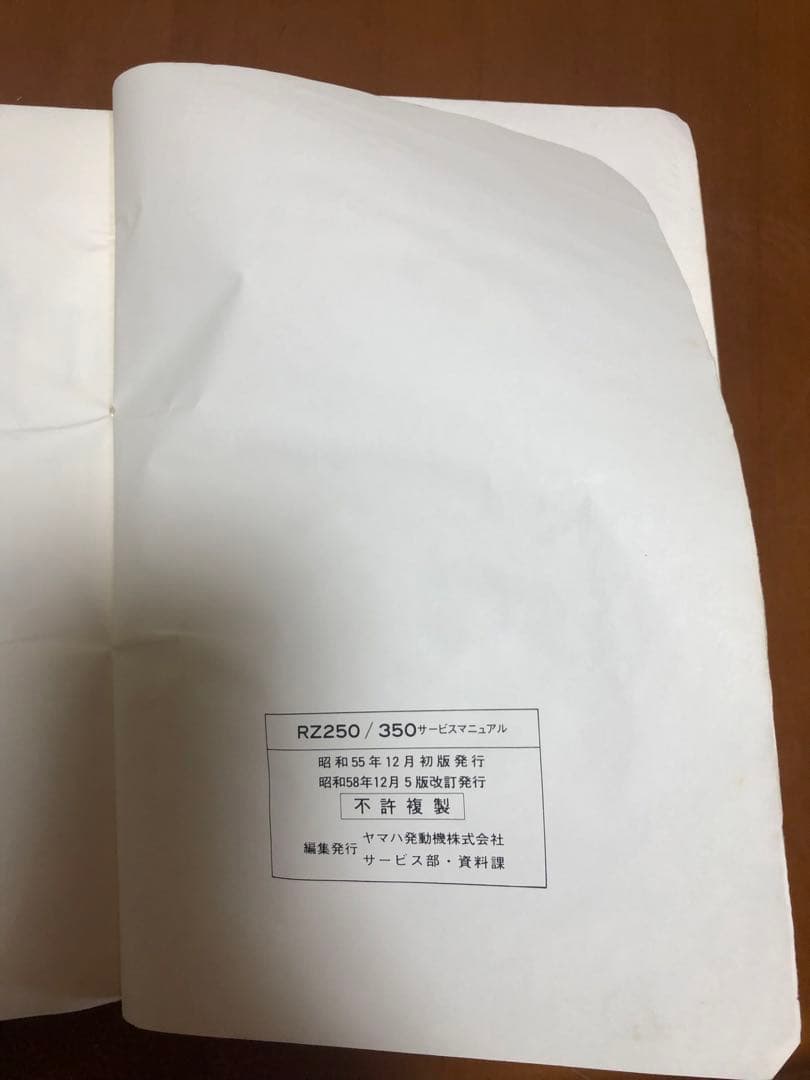 RZ250/350サービスマニュアル
昭和55年12月初版発行
昭和58年12月5版改訂発行
不許複製
編集発行 ヤマハ発動機株式会社
サービス部・資料課